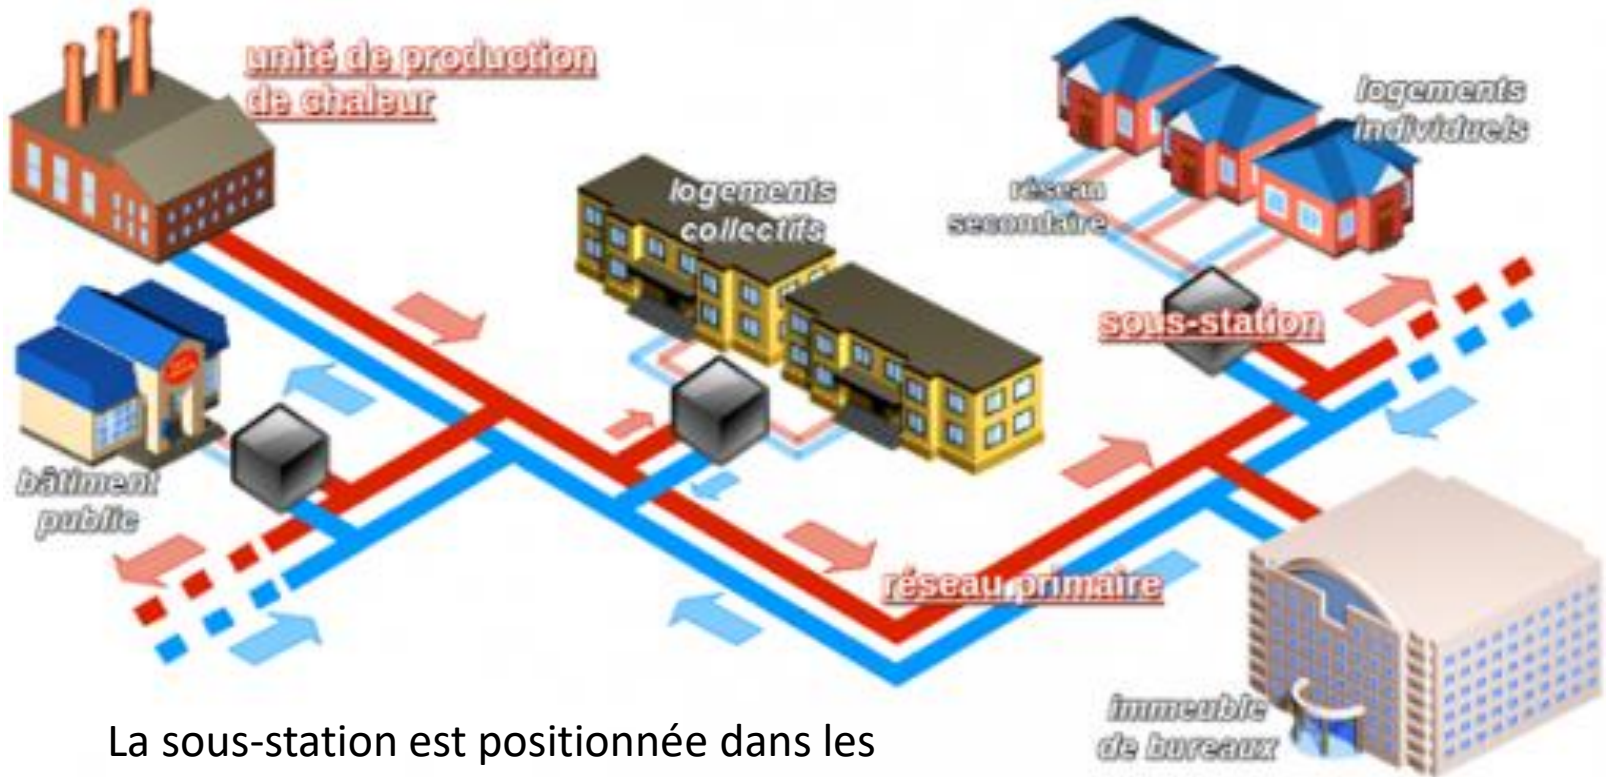 unité de production
de chaleur
logements
individuels
logements
collectifs
réseau
secondaire
sous-station
bâtiment
public
réseau primaire
immeuble
de bureaux
La sous-station est positionnée dans les